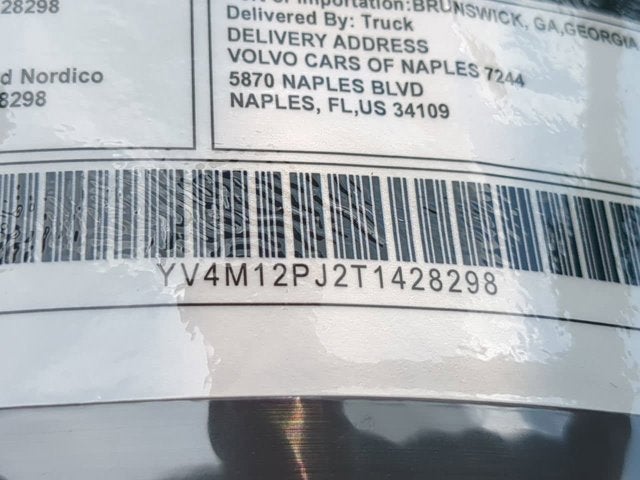 28298
d Nordico
28298
of Importation:BRUNSWICK, GA,GEORGIA
Delivered By: Truck
DELIVERY ADDRESS
VOLVO CARS OF NAPLES 7244
5870 NAPLES BLVD
NAPLES, FL,US 34109
YV4M12PJ2T1428298